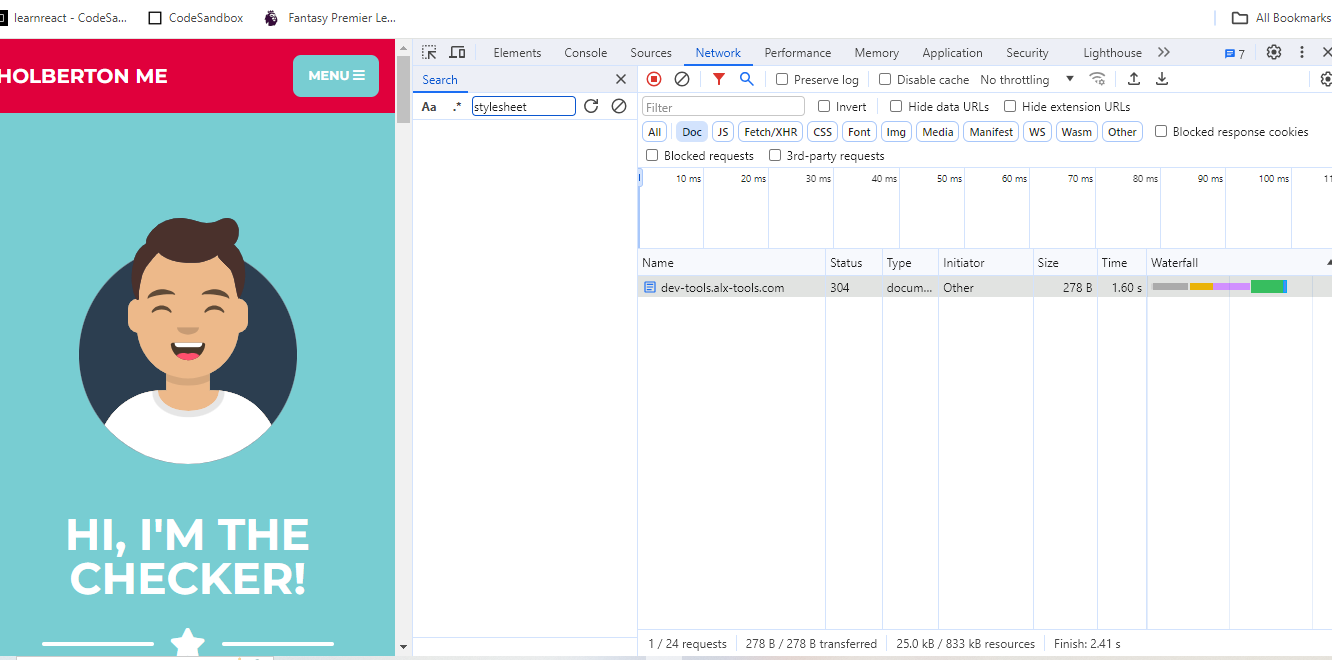 learnreact - CodeSa... CodeSandbox Fantasy Premier Le... All Bookmarks
HOLBERTON ME
MENU
HI, I'M THE
CHECKER!
Elements Console Sources Network Performance Memory Application Security Lighthouse 7
Search
Aa .* stylesheet
Preserve log Disable cache No throttling
Filter Invert Hide data URLs Hide extension URLs
All Doc JS Fetch/XHR CSS Font Img Media Manifest WS Wasm Other Blocked response cookies
Blocked requests 3rd-party requests
10 ms 20 ms 30 ms 40 ms 50 ms 60 ms 70 ms 80 ms 90 ms 100 ms 11
Name Status Type Initiator Size Time Waterfall
dev-tools.alx-tools.com 304 docum... Other 278 B 1.60 s
1 / 24 requests 278 B / 278 B transferred 25.0 kB / 833 kB resources Finish: 2.41 s